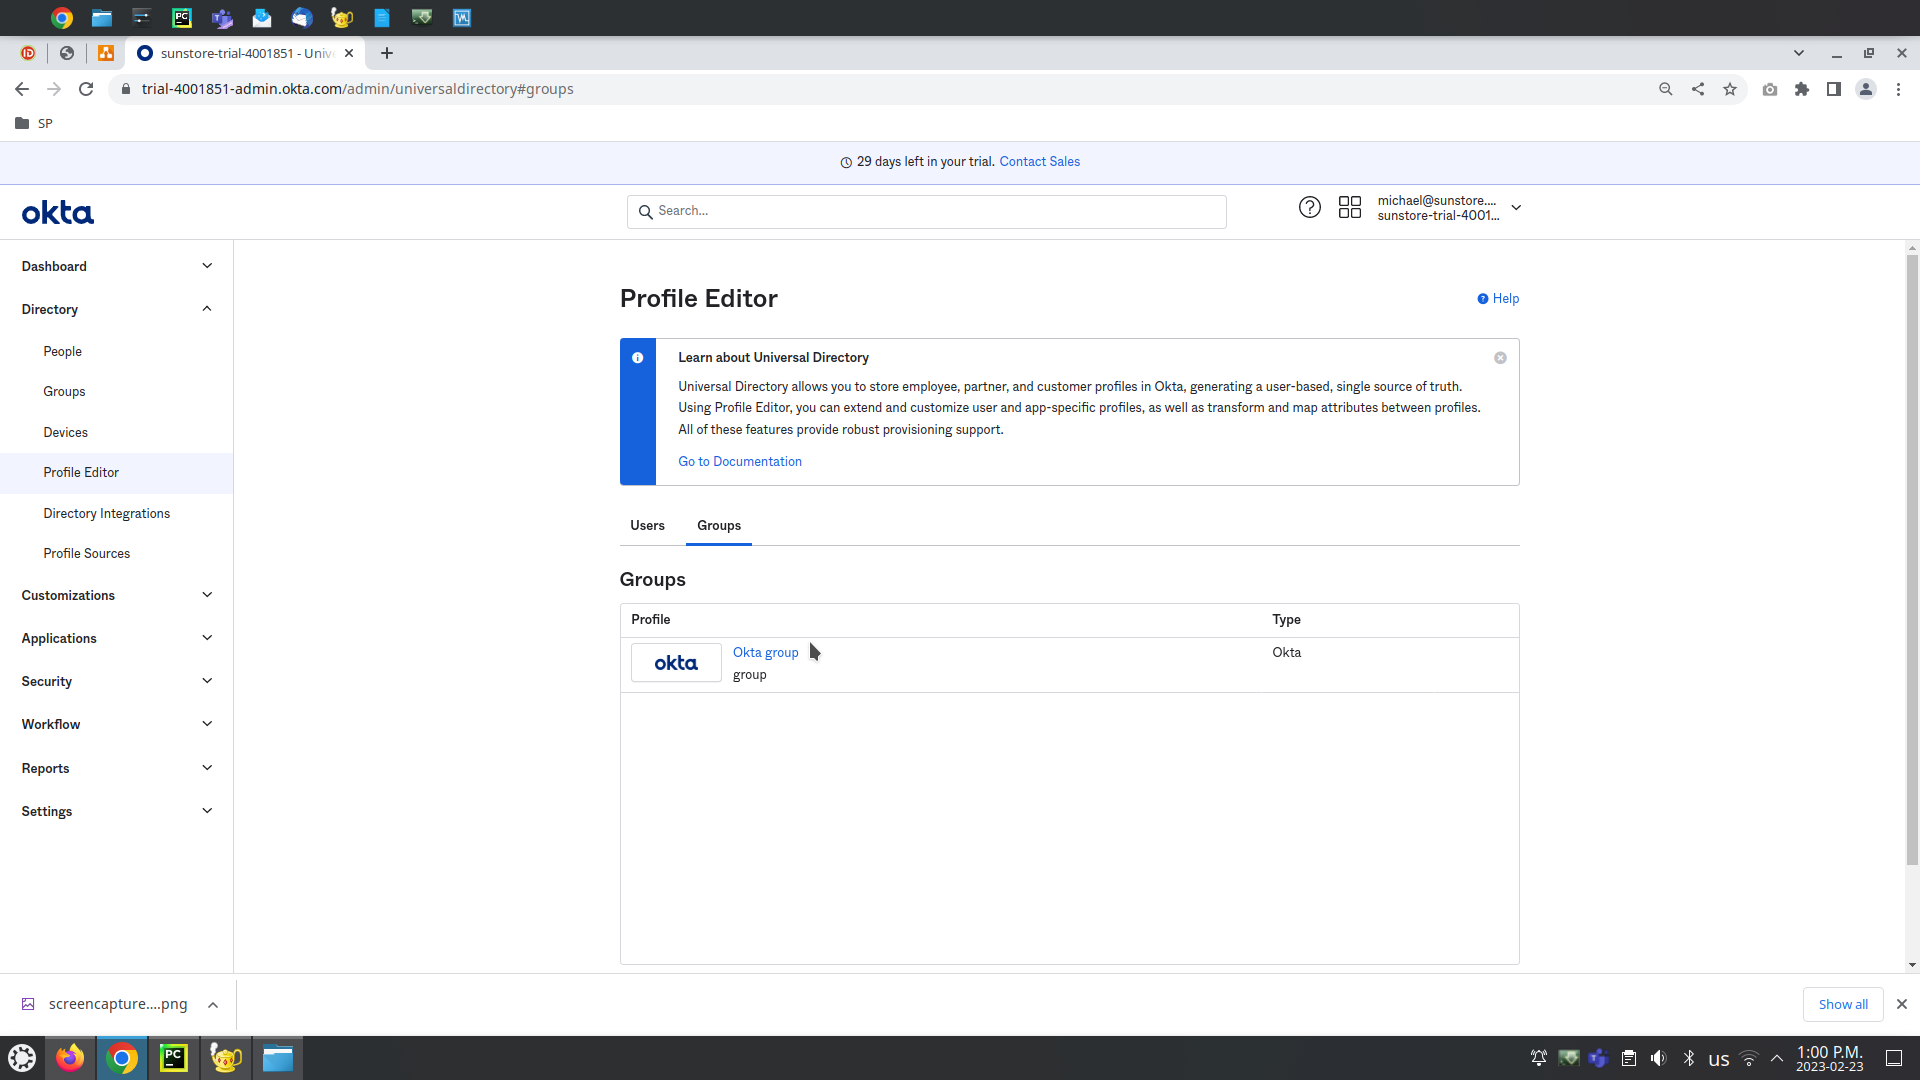 sunstore-trial-4001851 - Univ
trial-4001851-admin.okta.com/admin/universaldirectory#groups
SP
29 days left in your trial. Contact Sales
okta
Search...
michael@sunstore....
sunstore-trial-4001...
Dashboard
Directory
People
Groups
Devices
Profile Editor
Directory Integrations
Profile Sources
Customizations
Applications
Security
Workflow
Reports
Settings
Profile Editor
Help
Learn about Universal Directory
Universal Directory allows you to store employee, partner, and customer profiles in Okta, generating a user-based, single source of truth.
Using Profile Editor, you can extend and customize user and app-specific profiles, as well as transform and map attributes between profiles.
All of these features provide robust provisioning support.
Go to Documentation
Users
Groups
Groups
Profile
Type
okta
Okta group
Okta
group
screencapture....png
Show all
PC
us
1:00 P.M.
2023-02-23